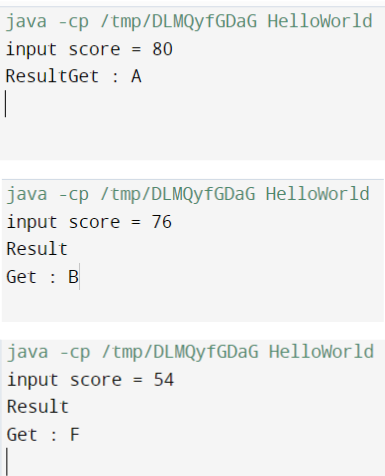 java -cp /tmp/DLMQyfGDaG HelloWorld
input score = 80
ResultGet : A
java -cp /tmp/DLMQyfGDaG HelloWorld
input score = 76
Result
Get : B
java -cp /tmp/DLMQyfGDaG HelloWorld
input score = 54
Result
Get : F